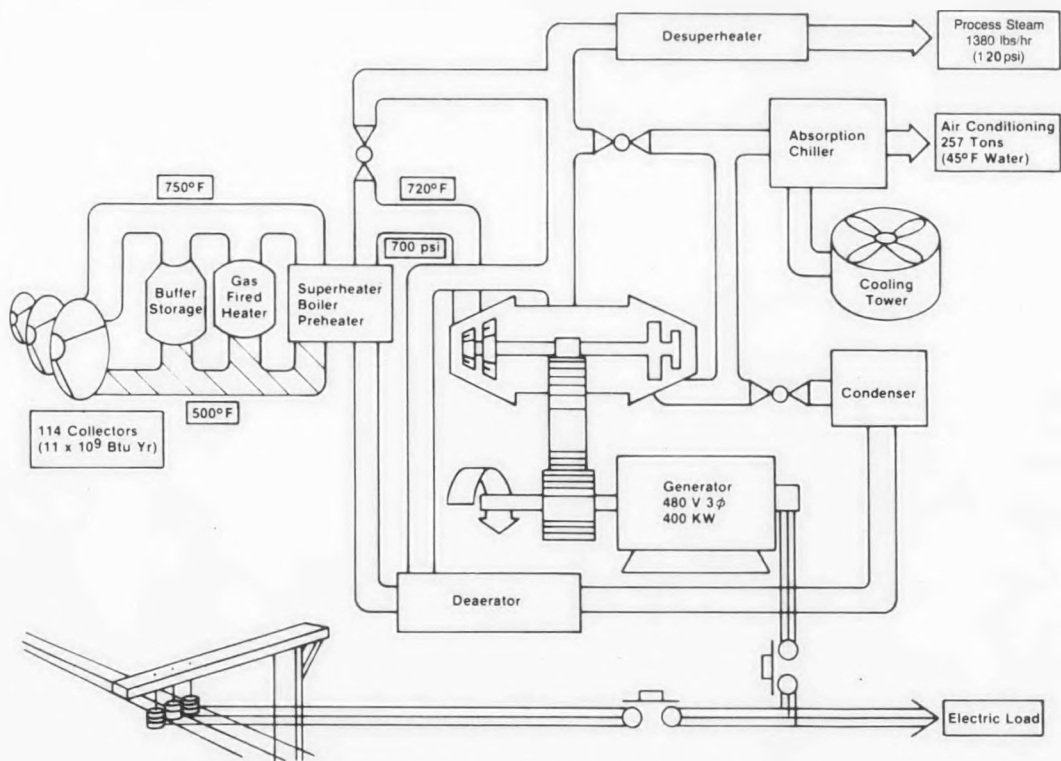 Desuperheater
Process Steam
1380 lbs/hr
(120 psi)
Absorption
Chiller
Air Conditioning
257 Tons
(45°F Water)
750°F
720°F
700 psi
Buffer
Storage
Gas
Fired
Heater
Superheater
Boiler
Preheater
Cooling
Tower
500°F
114 Collectors
(11 x 10⁹ Btu Yr)
Condenser
Generator
480 V 3ϕ
400 KW
Deaerator
Electric Load